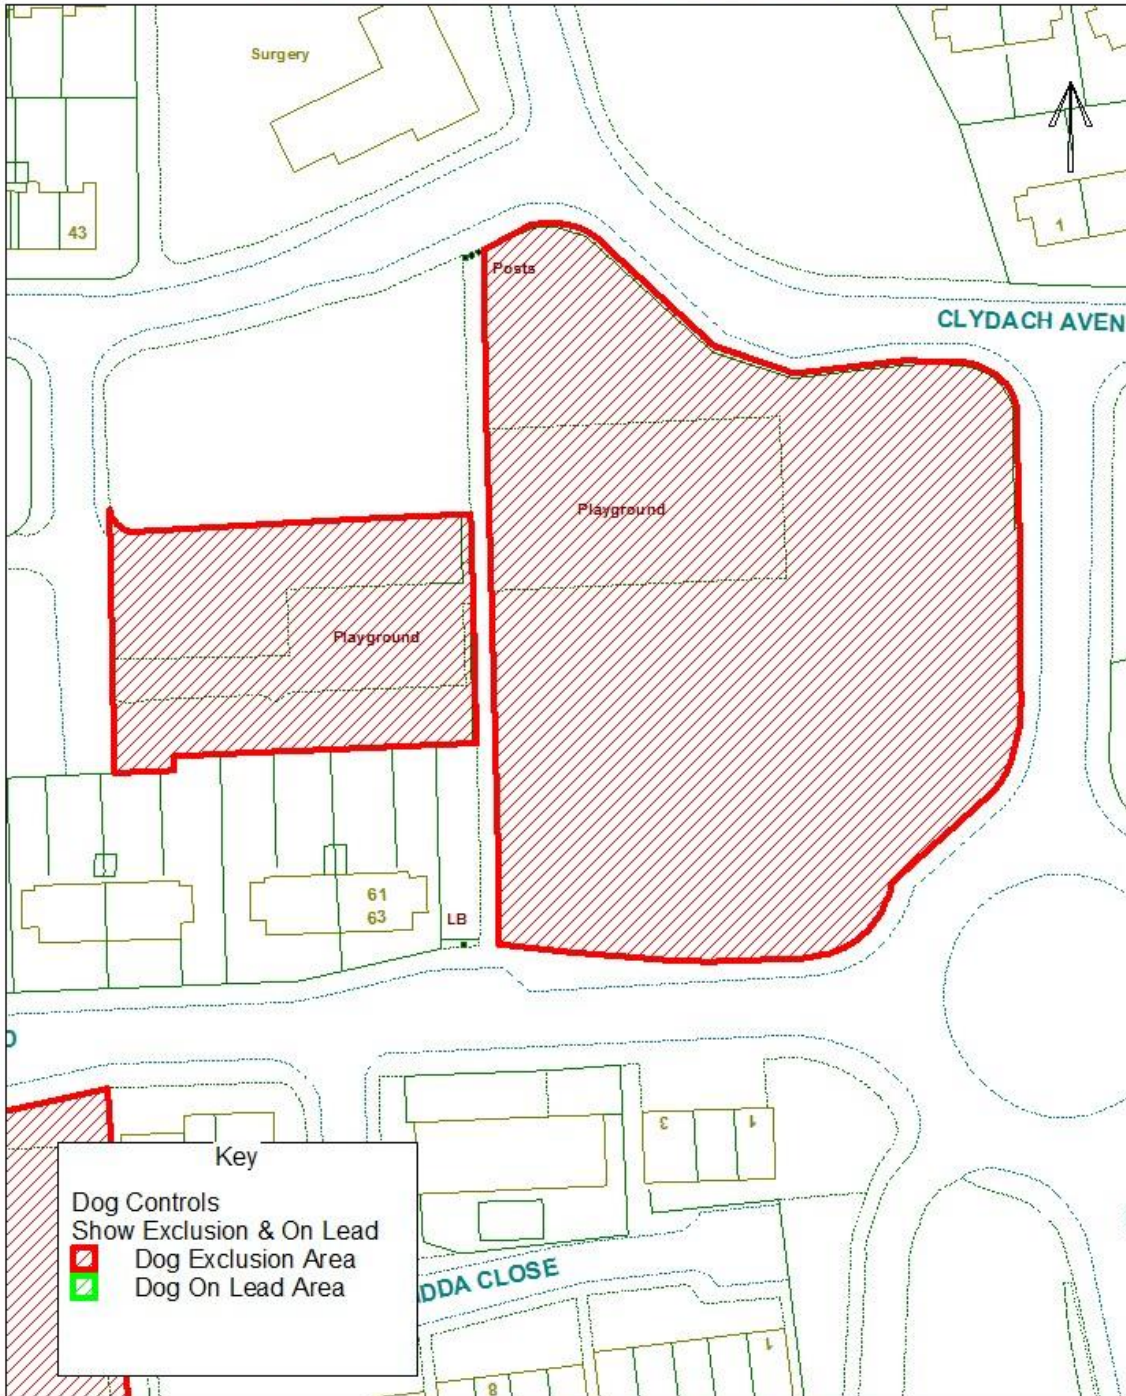 Surgery
43
1
Posts
CLYDACH AVEN
Playground
Playground
61
63
LB
3
1
Key
Dog Controls
Show Exclusion & On Lead
Dog Exclusion Area
Dog On Lead Area
DDA CLOSE
1
8